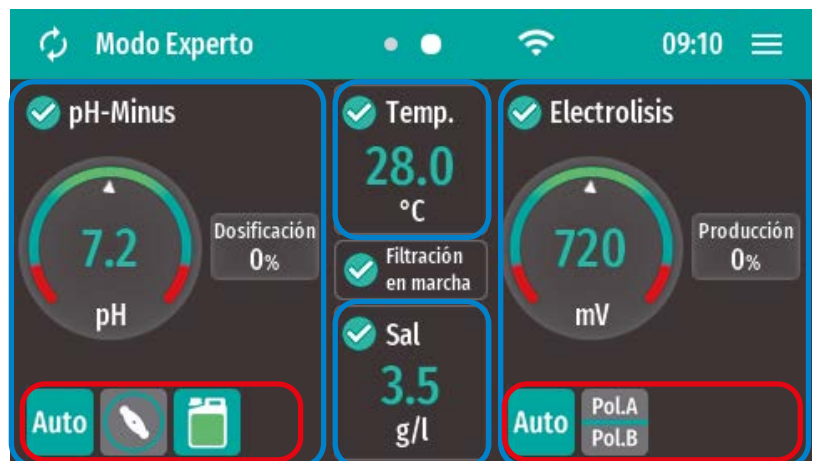 Modo Experto
09:10
pH-Minus
7.2
pH
Dosificación
0%
Auto
Temp.
28.0
°C
Filtración
en marcha
Sal
3.5
g/l
Electrolisis
720
mV
Producción
0%
Auto
Pol.A
Pol.B